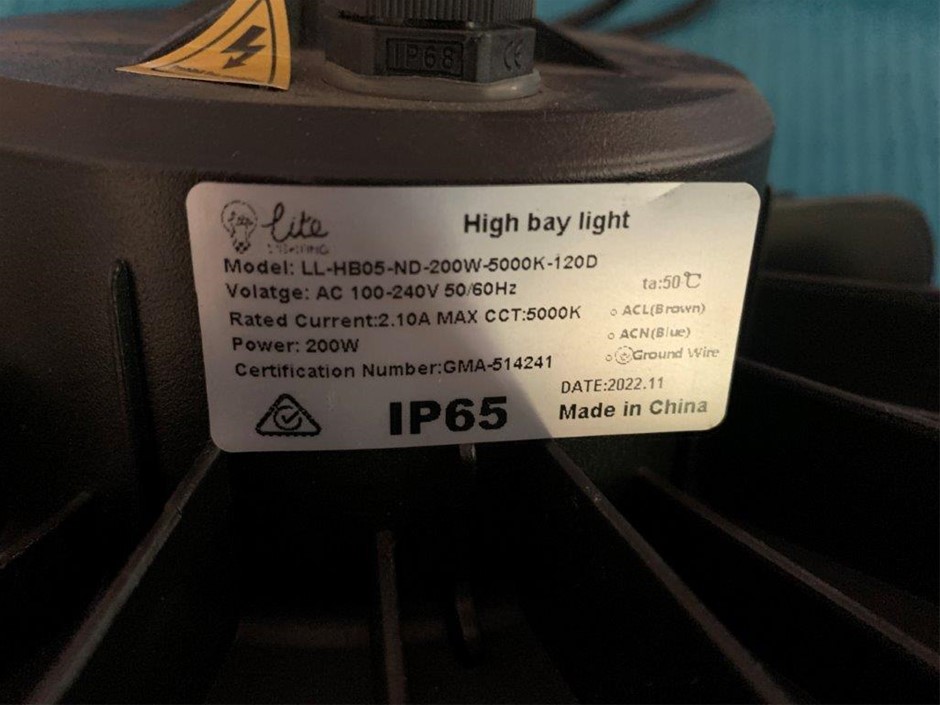 IP68 CE
lite
High bay light
Model: LL-HB05-ND-200W-5000K-120D
Volatge: AC 100-240V 50/60Hz
ta:50℃
Rated Current:2.10A MAX CCT:5000K
ACL(Brown)
Power: 200W
ACN(Blue)
Certification Number:GMA-514241
Ground Wire
DATE:2022.11
IP65
Made in China